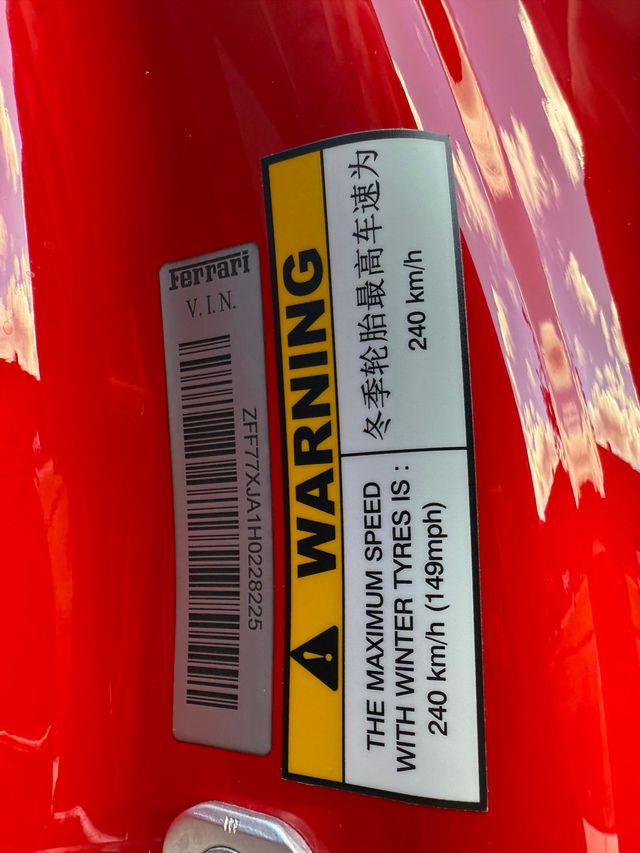 Ferrari
V.I.N.
ZFF77XJA1H0228225
WARNING
THE MAXIMUM SPEED
WITH WINTER TYRES IS :
240 km/h (149mph)
冬季轮胎最高车速为
240 km/h